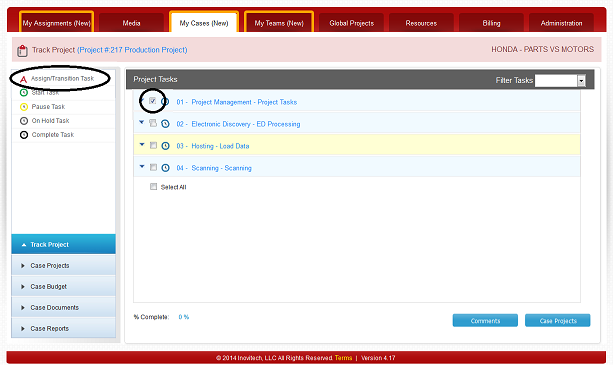 My Assignments (New) Media My Cases (New) My Teams (New) Global Projects Resources Billing Administration
Track Project (Project #:217 Production Project) HONDA - PARTS VS MOTORS
Assign/Transition Task
Start Task
Pause Task
On Hold Task
Complete Task
Track Project
Case Projects
Case Budget
Case Documents
Case Reports
Project Tasks Filter Tasks
01 - Project Management - Project Tasks
02 - Electronic Discovery - ED Processing
03 - Hosting - Load Data
04 - Scanning - Scanning
Select All
% Complete: 0 %
Comments Case Projects
© 2014 Inovitech, LLC All Rights Reserved. Terms | Version 4.17